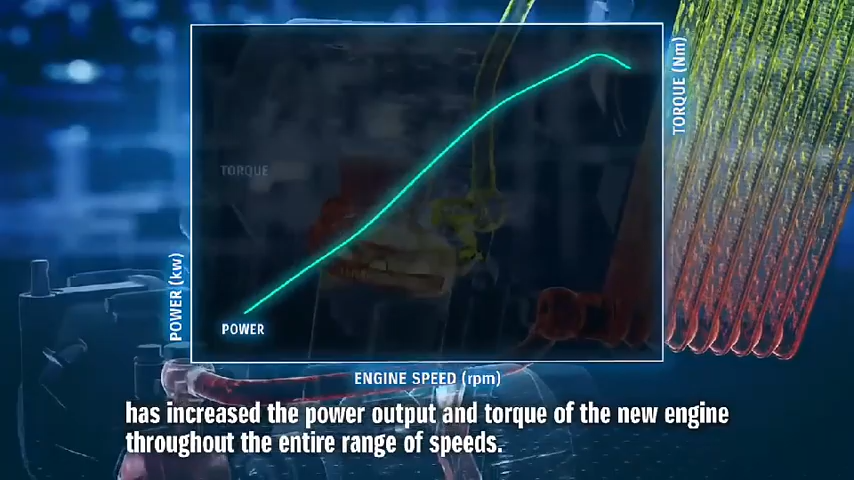 TORQUE (Nm)
TORQUE
POWER (kw)
POWER
ENGINE SPEED (rpm)
has increased the power output and torque of the new engine
throughout the entire range of speeds.